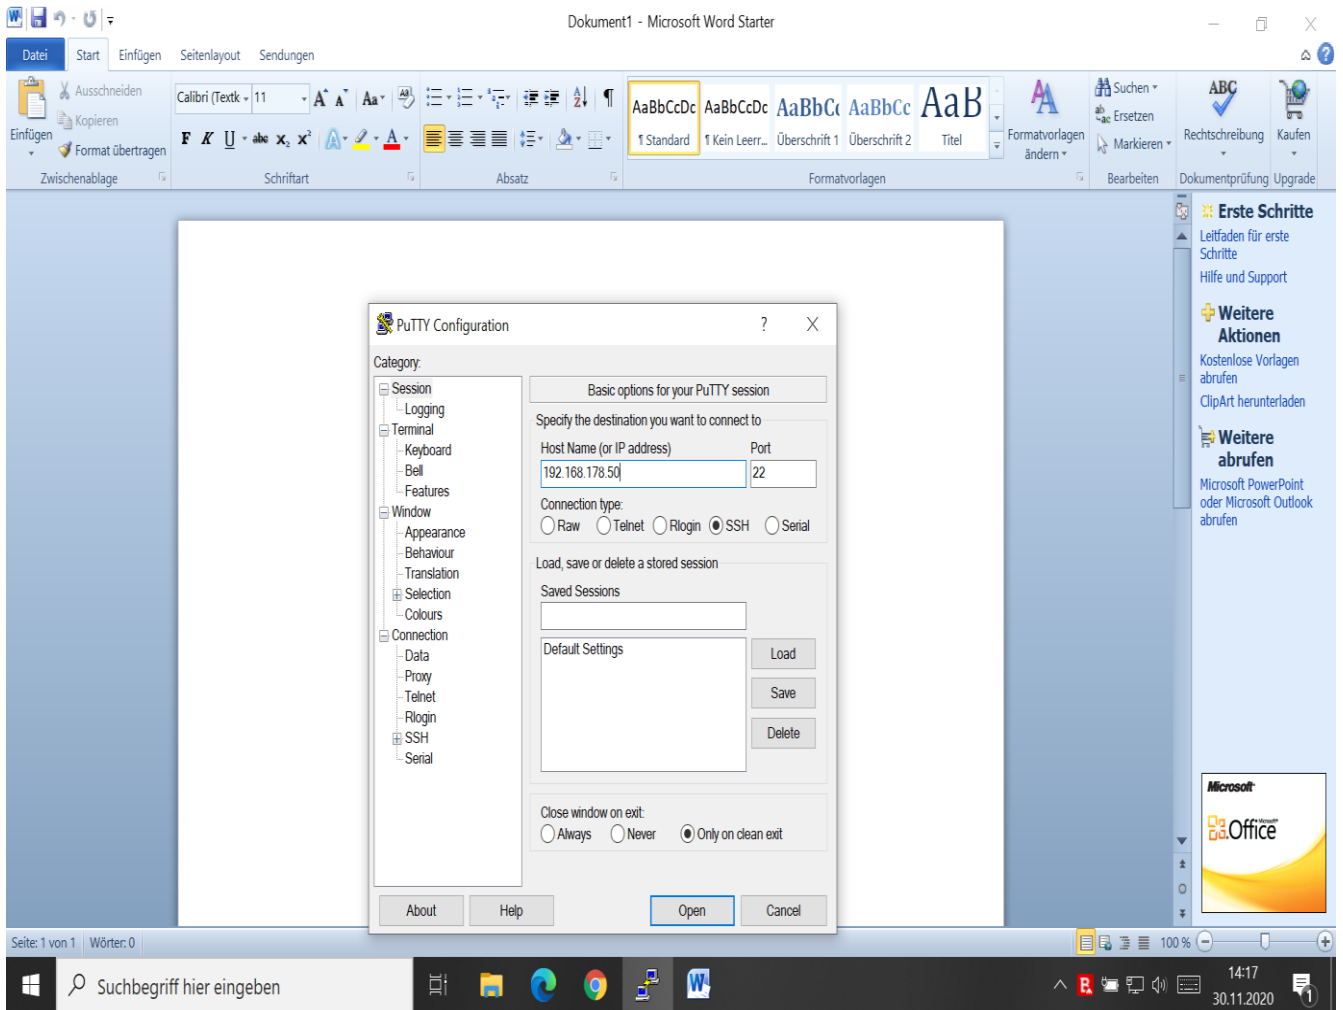 Dokument1 - Microsoft Word Starter
Datei Start Einfügen Seitenlayout Sendungen
Einfügen
Ausschneiden
Kopieren
Format übertragen
Zwischenablage
Calibri (Textk 11
F K U abc x₂ x²
Schriftart
Absatz
AaBbCcDc AaBbCcDc AaBbC AaBbCc AaB
¶ Standard ¶ Kein Leerr... Überschrift 1 Überschrift 2 Titel
Formatvorlagen
Formatvorlagen
ändern
Suchen
Ersetzen
Markieren
Bearbeiten
ABC
Rechtschreibung
Dokumentprüfung
Kaufen
Upgrade
Erste Schritte
Leitfaden für erste
Schritte
Hilfe und Support
Weitere
Aktionen
Kostenlose Vorlagen
abrufen
ClipArt herunterladen
Weitere
abrufen
Microsoft PowerPoint
oder Microsoft Outlook
abrufen
Microsoft
Office
PuTTY Configuration ? X
Category:
Session
Logging
Terminal
Keyboard
Bell
Features
Window
Appearance
Behaviour
Translation
Selection
Colours
Connection
Data
Proxy
Telnet
Rlogin
SSH
Serial
Basic options for your PuTTY session
Specify the destination you want to connect to
Host Name (or IP address) Port
192.168.178.50 22
Connection type:
Raw Telnet Rlogin SSH Serial
Load, save or delete a stored session
Saved Sessions
Default Settings
Load
Save
Delete
Close window on exit:
Always Never Only on clean exit
About Help Open Cancel
Seite: 1 von 1 Wörter: 0 100 %
Suchbegriff hier eingeben
14:17
30.11.2020
1